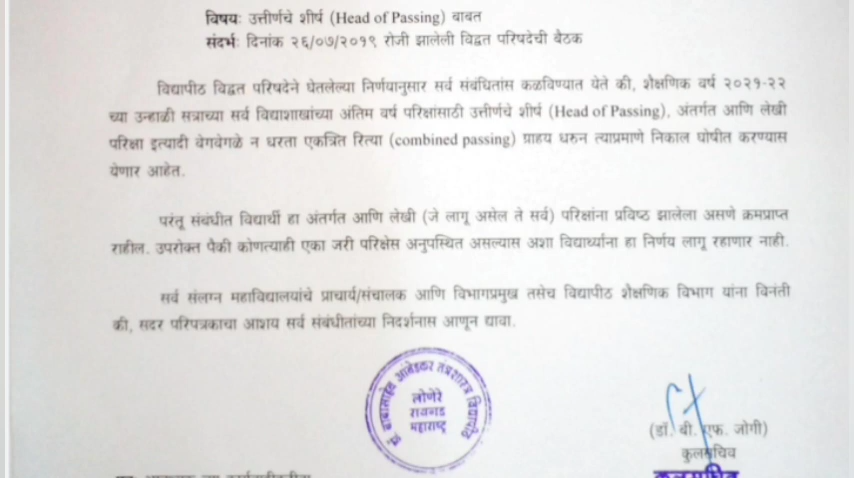 विषयः उत्तीर्णचे शीर्ष (Head of Passing) बाबत
संदर्भः दिनांक २६/०७/२०१९ रोजी झालेली विद्वत परिषदेची बैठक
विद्यापीठ विद्वत परिषदेने घेतलेल्या निर्णयानुसार सर्व संबंधितांस कळविण्यात येते की, शैक्षणिक वर्ष २०२१-२२
च्या उन्हाळी सत्राच्या सर्व विद्याशाखांच्या अंतिम वर्ष परिक्षांसाठी उत्तीर्णचे शीर्ष (Head of Passing), अंतर्गत आणि लेखी
परिक्षा इत्यादी वेगवेगळे न धरता एकत्रित रित्या (combined passing) ग्राहय धरुन त्याप्रमाणे निकाल घोषीत करण्यास
येणार आहेत.
परंतू संबंधीत विद्यार्थी हा अंतर्गत आणि लेखी (जे लागू असेल ते सर्व) परिक्षांना प्रविष्ठ झालेला असणे क्रमप्राप्त
राहील. उपरोक्त पैकी कोणत्याही एका जरी परिक्षेस अनुपस्थित असल्यास अशा विद्यार्थ्यांना हा निर्णय लागू रहाणार नाही.
सर्व संलग्न महाविद्यालयांचे प्राचार्य/संचालक आणि विभागप्रमुख तसेच विद्यापीठ शैक्षणिक विभाग यांना विनंती
की, सदर परिपत्रकाचा आशय सर्व संबंधीतांच्या निदर्शनास आणून द्यावा.
डॉ. बाबासाहेब आंबेडकर तंत्रशास्त्र विद्यापीठ
लोणेरे
रायगड
महाराष्ट्र
(डॉ. बी. एफ. जोगी)
कुलसचिव
कुलसचिव